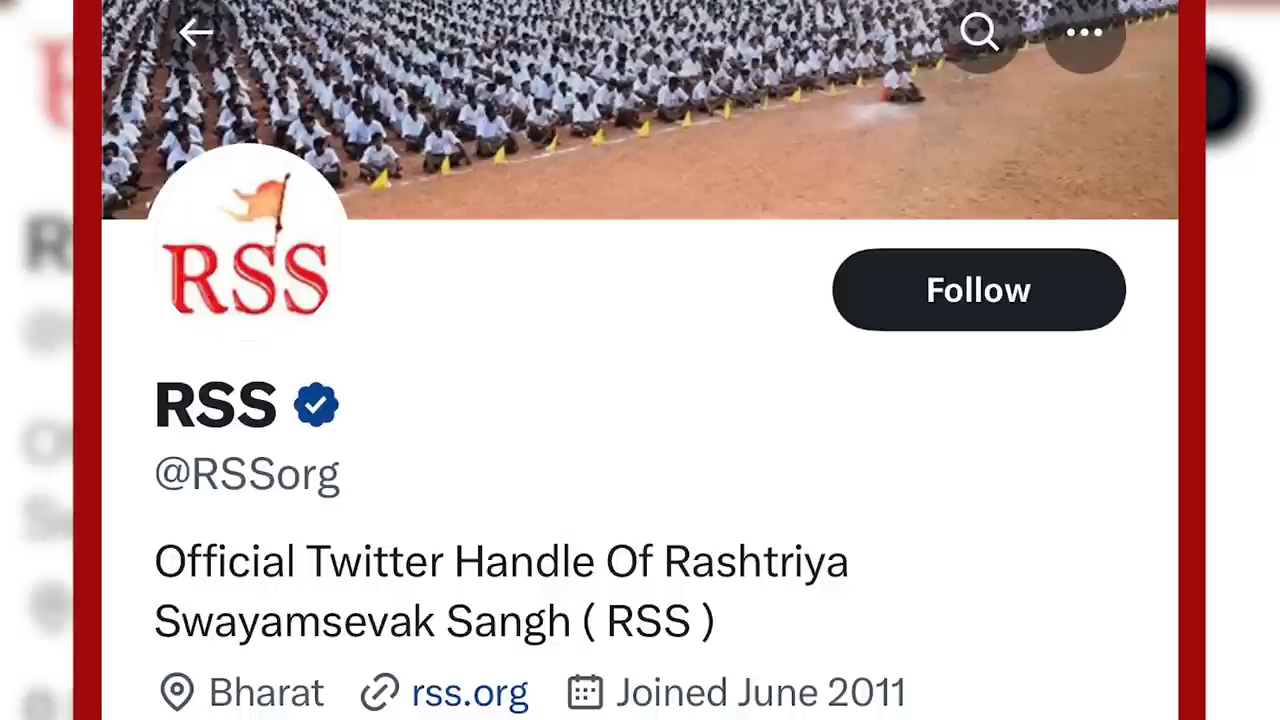 RSS
Follow
RSS
@RSSorg
Official Twitter Handle Of Rashtriya
Swayamsevak Sangh ( RSS )
Bharat rss.org Joined June 2011